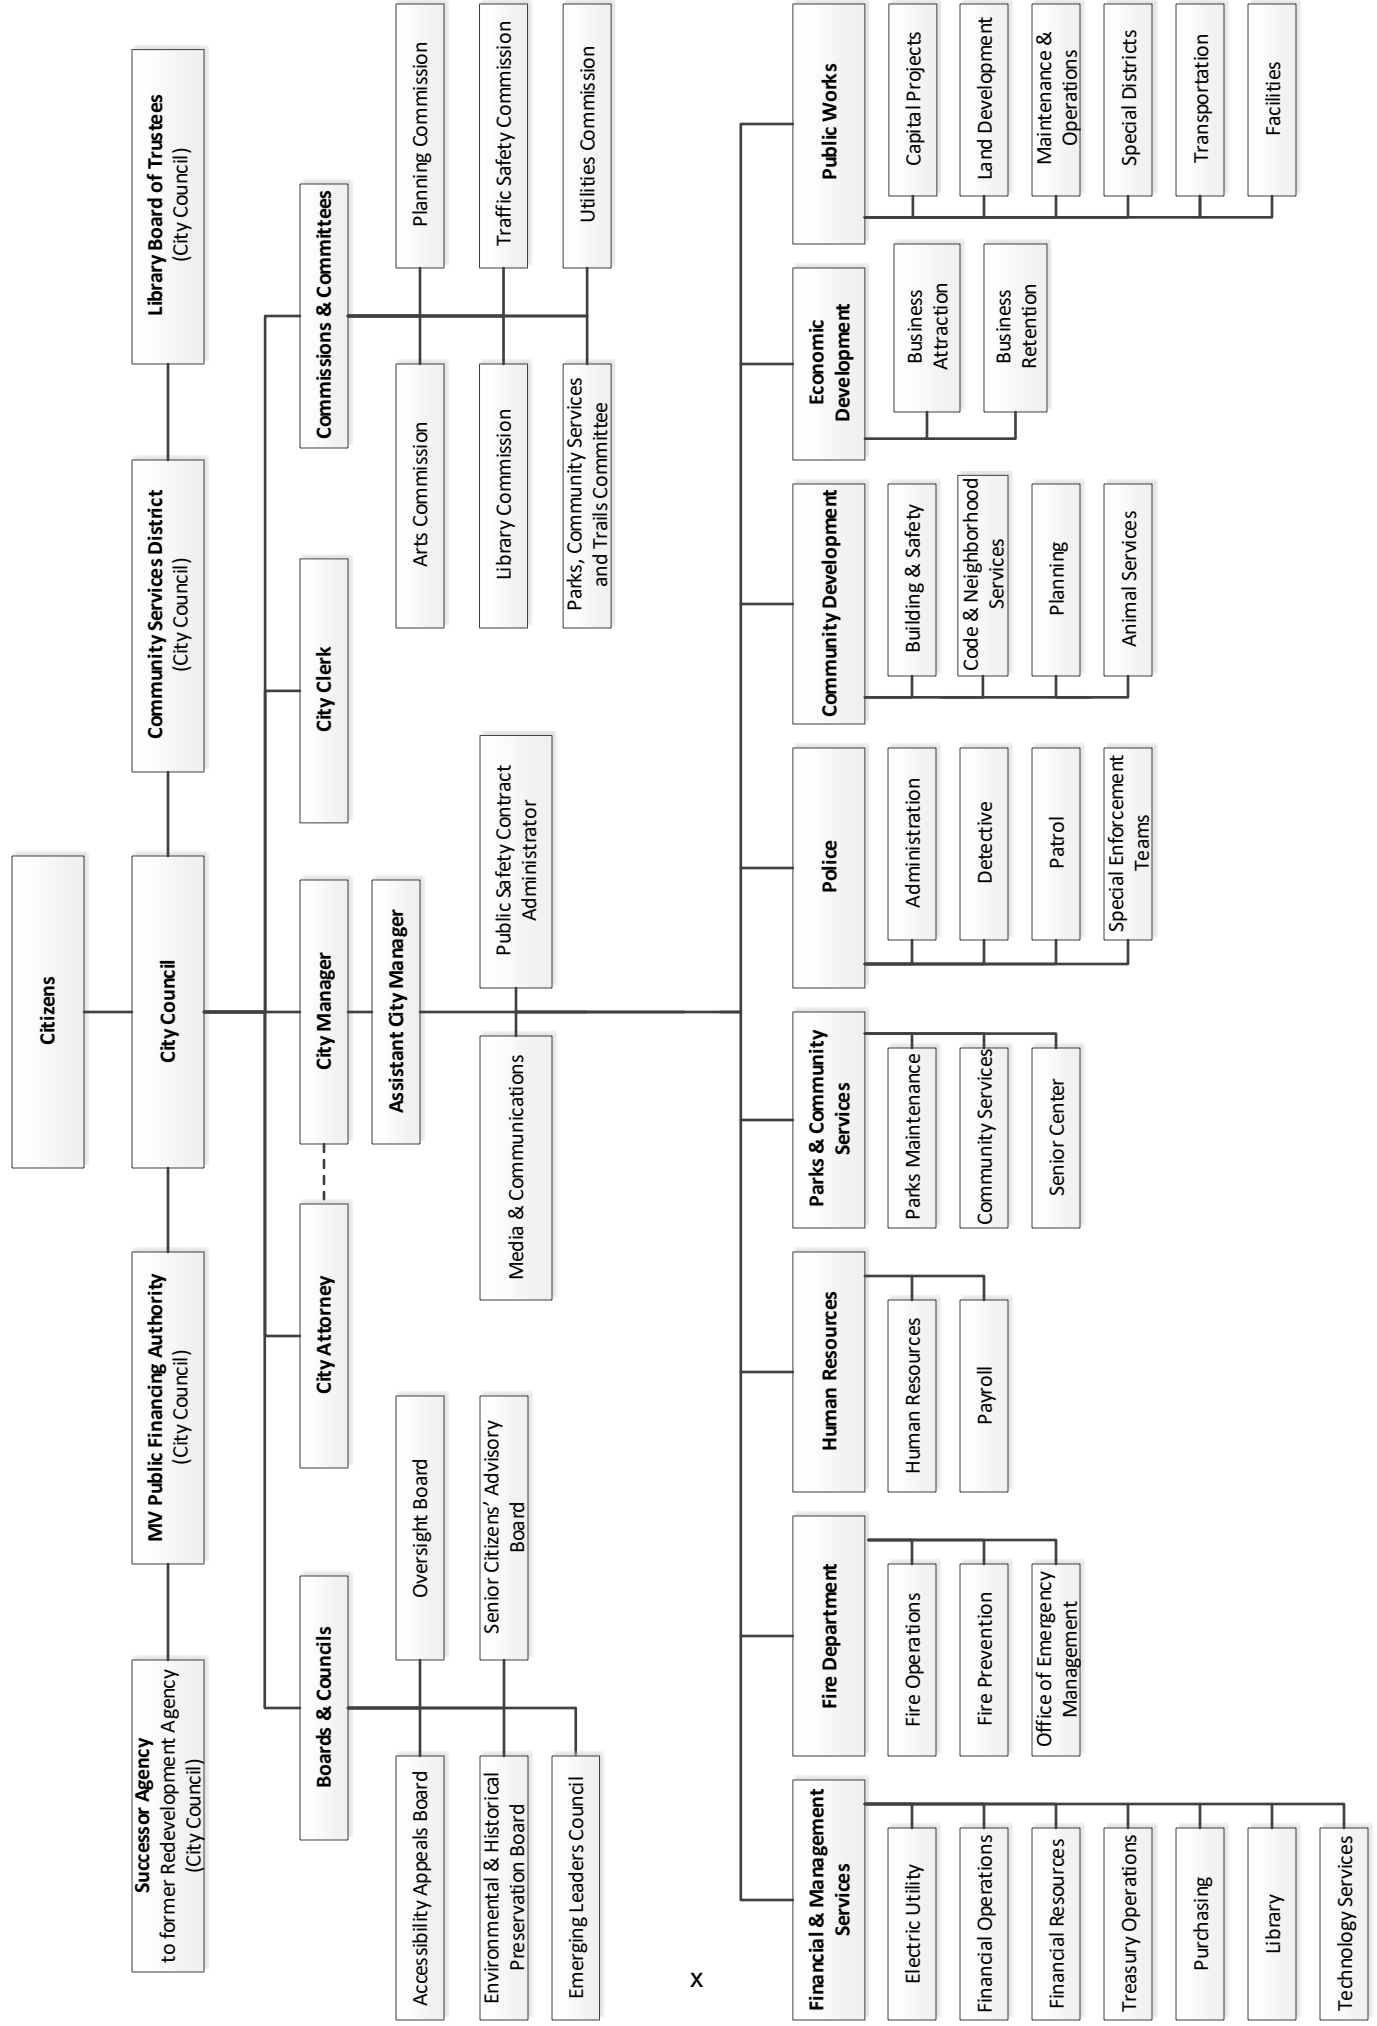 Citizens
Successor Agency
to former Redevelopment Agency
(City Council)
MV Public Financing Authority
(City Council)
City Council
Community Services District
(City Council)
Library Board of Trustees
(City Council)
Boards & Councils
City Attorney
City Manager
City Clerk
Commissions & Committees
Assistant City Manager
Accessibility Appeals Board
Oversight Board
Environmental & Historical
Preservation Board
Senior Citizens’ Advisory
Board
Emerging Leaders Council
Media & Communications
Public Safety Contract
Administrator
Arts Commission
Planning Commission
Library Commission
Traffic Safety Commission
Parks, Community Services
and Trails Committee
Utilities Commission
Financial & Management
Services
Electric Utility
Financial Operations
Financial Resources
Treasury Operations
Purchasing
Library
Technology Services
Fire Department
Fire Operations
Fire Prevention
Office of Emergency
Management
Human Resources
Human Resources
Payroll
Parks & Community
Services
Parks Maintenance
Community Services
Senior Center
Police
Administration
Detective
Patrol
Special Enforcement
Teams
Community Development
Building & Safety
Code & Neighborhood
Services
Planning
Animal Services
Economic
Development
Business
Attraction
Business
Retention
Public Works
Capital Projects
Land Development
Maintenance &
Operations
Special Districts
Transportation
Facilities
x